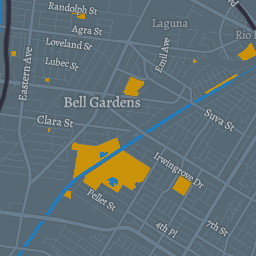 Randolph St
Laguna
Agra St
Rio
Loveland St
Emil Ave
Eastern Ave
Lubec St
Bell Gardens
Clara St
Suva St
Irwingrove Dr
Pellet St
4th Pl
7th St